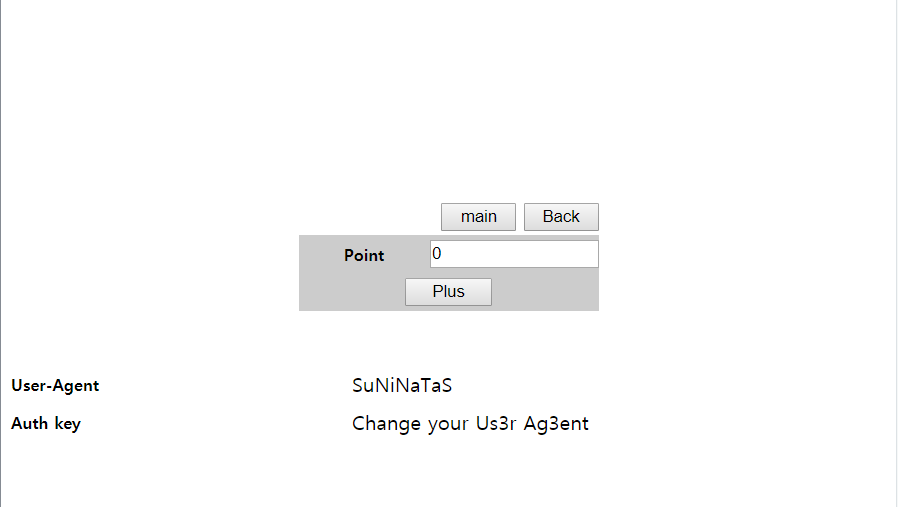 main Back
Point 0
Plus
User-Agent SuNiNaTaS
Auth key Change your Us3r Ag3ent